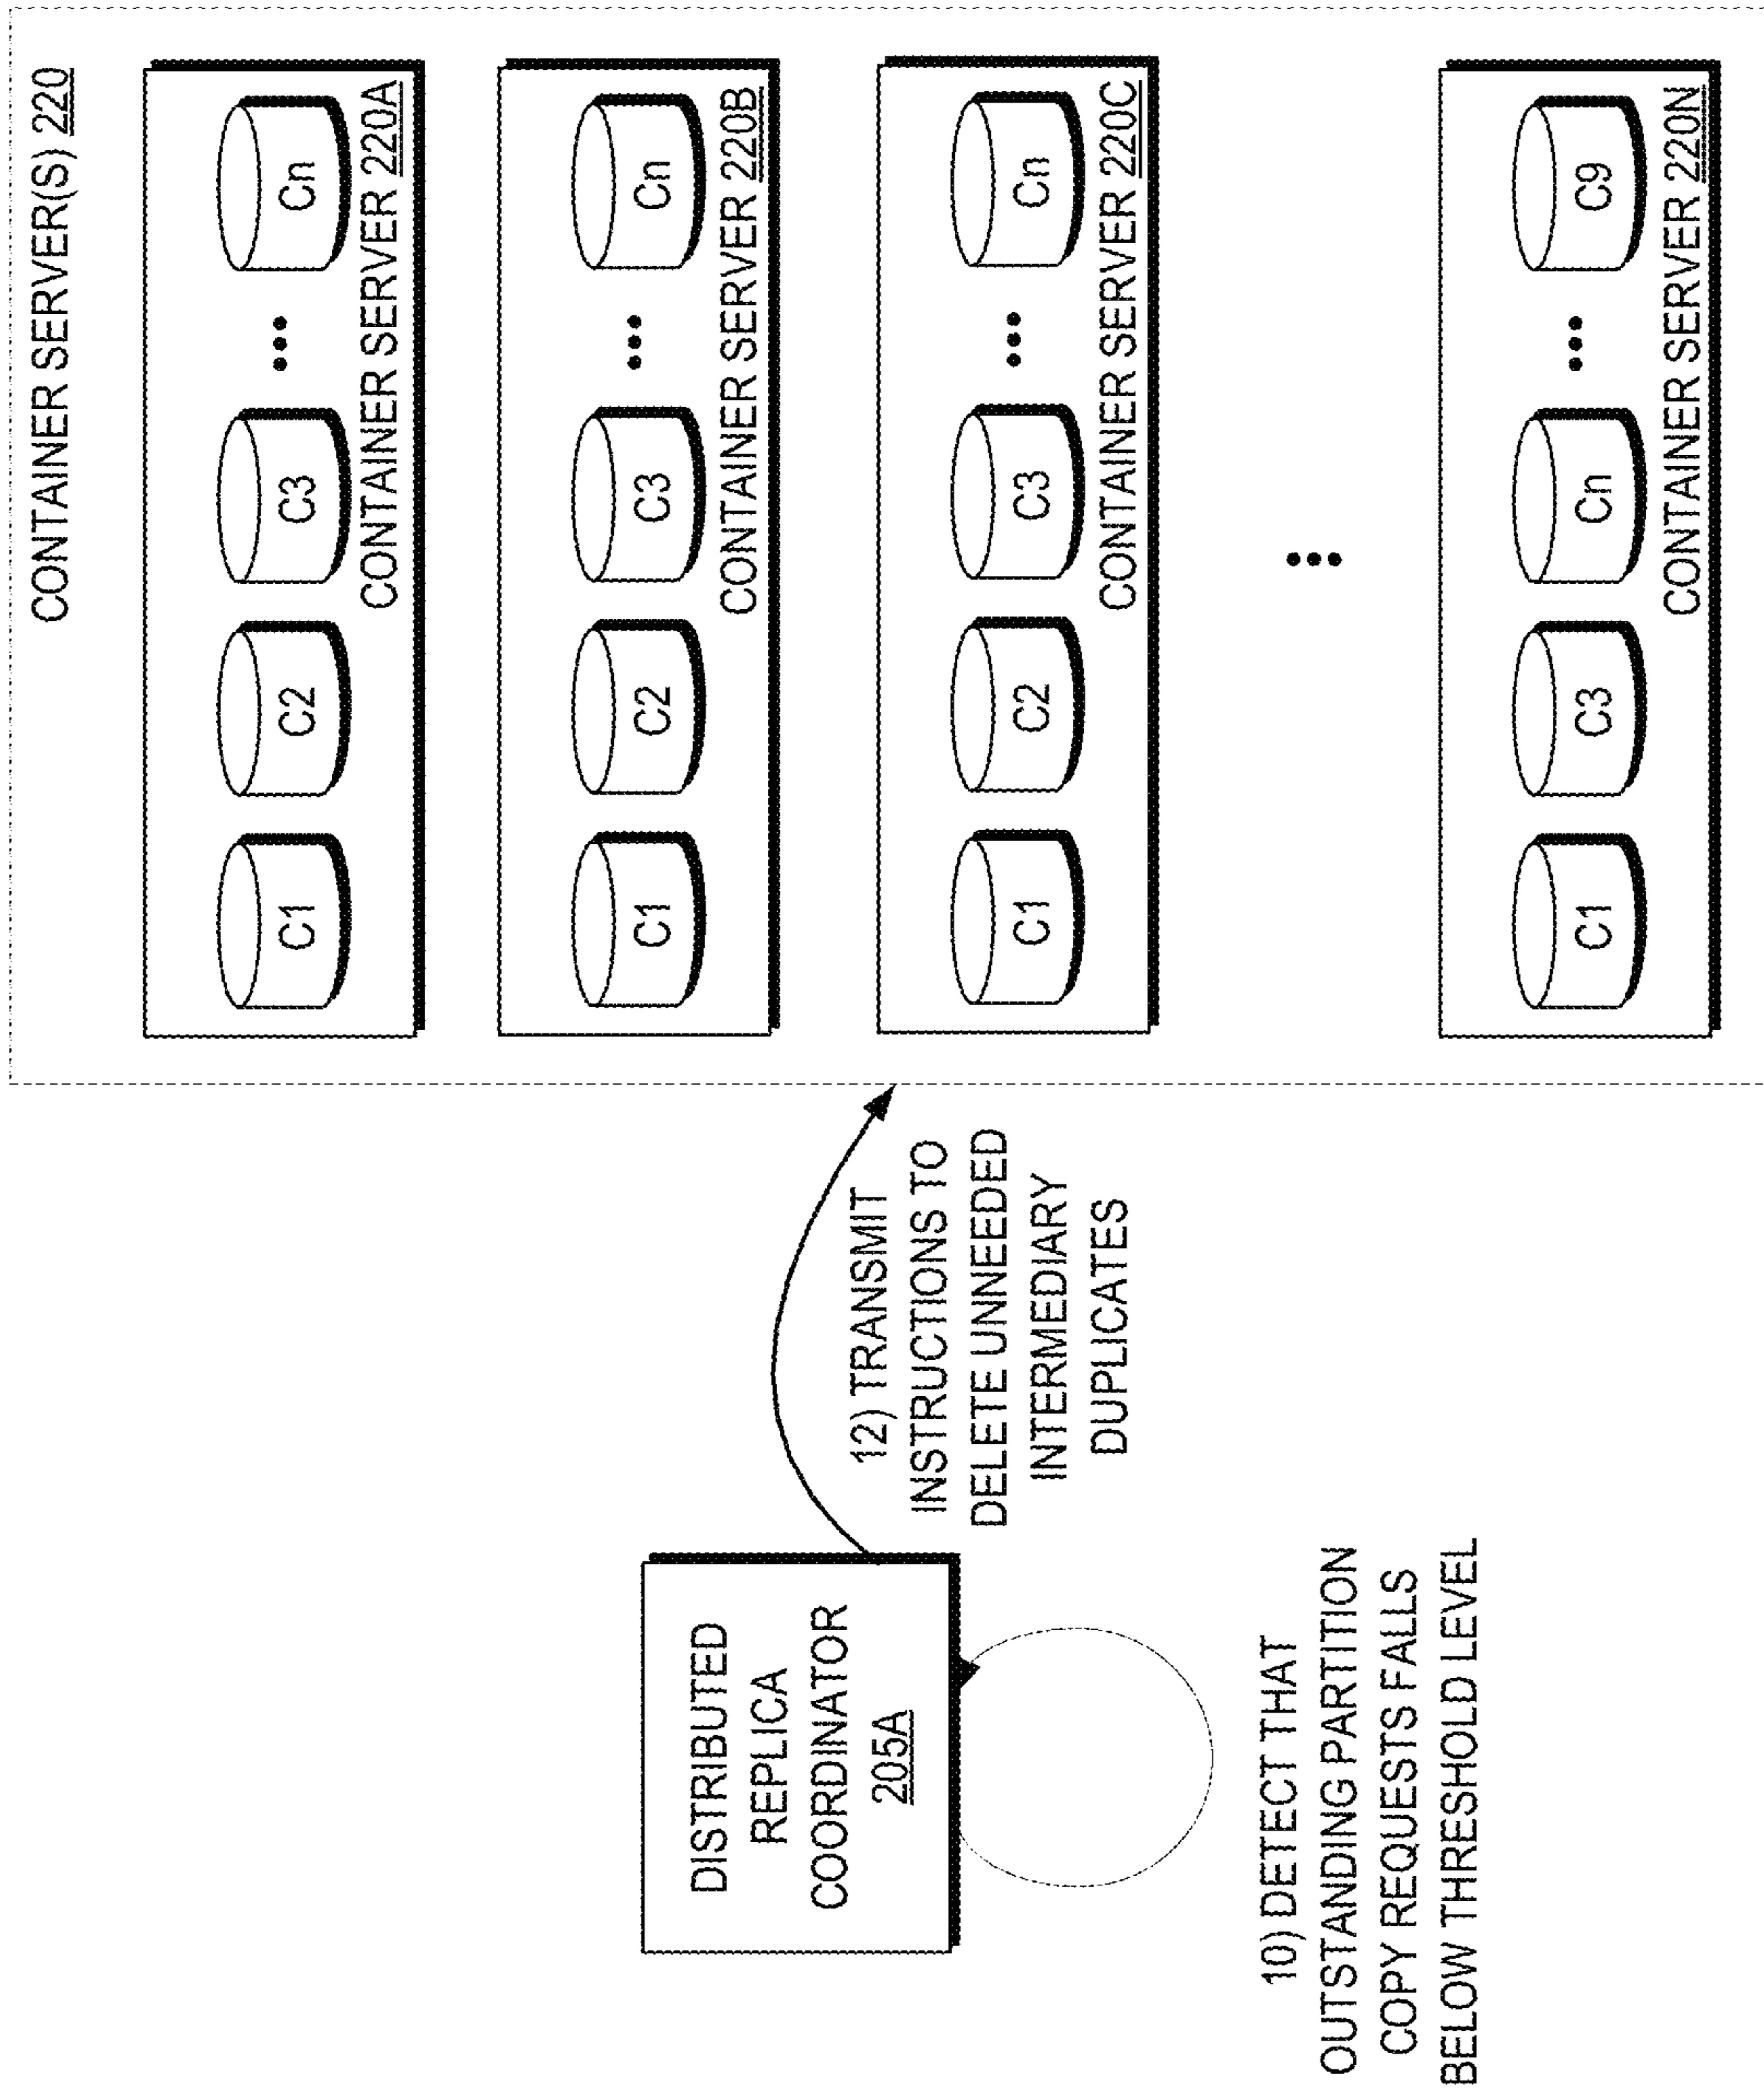 CONTAINER SERVER(S) 220
C1
C2
C3
•••
Cn
CONTAINER SERVER 220A
C1
C2
C3
•••
Cn
CONTAINER SERVER 220B
C1
C2
C3
•••
Cn
CONTAINER SERVER 220C
•••
C1
C3
Cn
•••
C9
CONTAINER SERVER 220N
12) TRANSMIT
INSTRUCTIONS TO
DELETE UNNEEDED
INTERMEDIARY
DUPLICATES
DISTRIBUTED
REPLICA
COORDINATOR
205A
10) DETECT THAT
OUTSTANDING PARTITION
COPY REQUESTS FALLS
BELOW THRESHOLD LEVEL